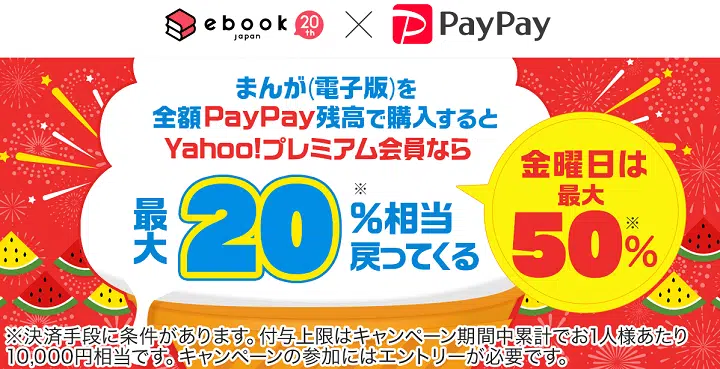 ebook japan 20th × PayPay
まんが(電子版)を
全額PayPay残高で購入すると
Yahoo!プレミアム会員なら
最大20※%相当
戻ってくる
金曜日は
最大
50※%
※決済手段に条件があります。付与上限はキャンペーン期間中累計でお1人様あたり
10,000円相当です。キャンペーンの参加にはエントリーが必要です。